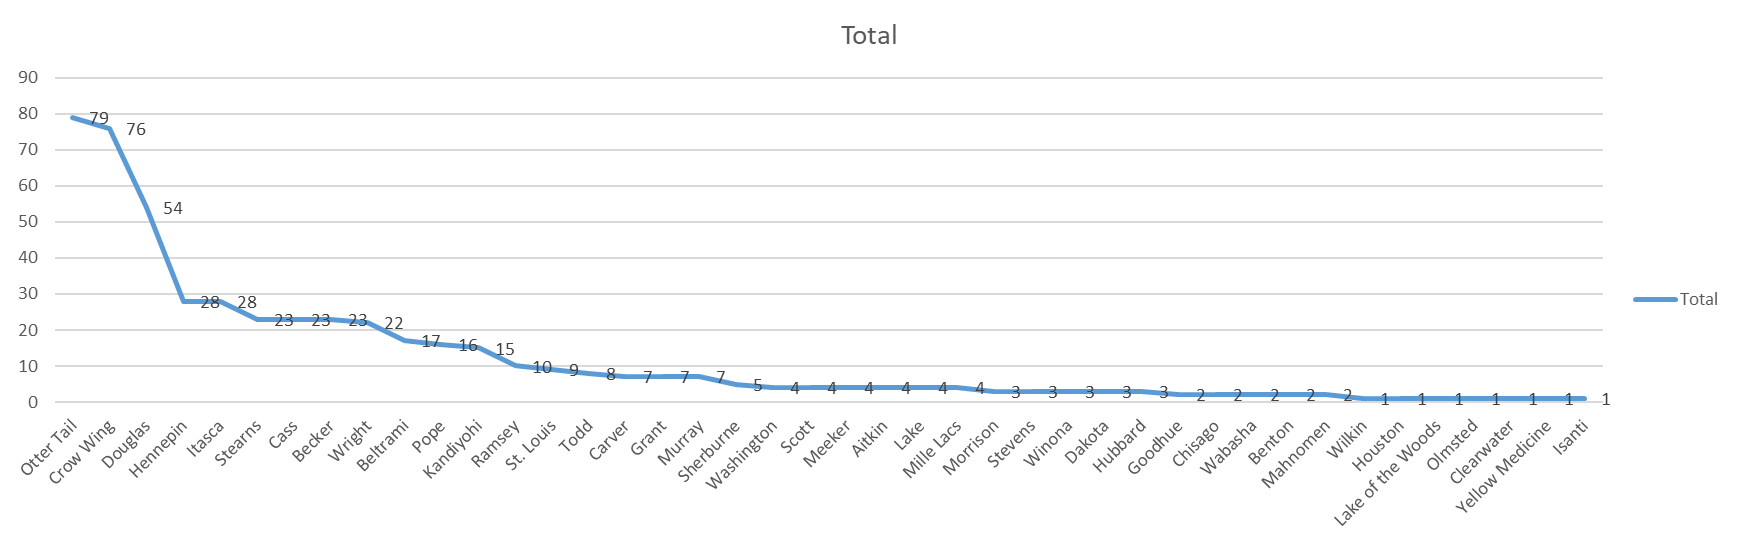 Total
90
80
70
60
50
40
30
20
10
0
79
76
54
28
28
23
23
23
22
17
16
15
10
9
8
7
7
7
5
4
4
4
4
4
4
3
3
3
3
3
2
2
2
2
2
1
1
1
1
1
1
1
Otter Tail
Crow Wing
Douglas
Hennepin
Itasca
Stearns
Cass
Becker
Wright
Beltrami
Pope
Kandiyohi
Ramsey
St. Louis
Todd
Carver
Grant
Murray
Sherburne
Washington
Scott
Meeker
Aitkin
Lake
Mille Lacs
Morrison
Stevens
Winona
Dakota
Hubbard
Goodhue
Chisago
Wabasha
Benton
Mahnomen
Wilkin
Houston
Lake of the Woods
Olmsted
Clearwater
Yellow Medicine
Isanti
Total